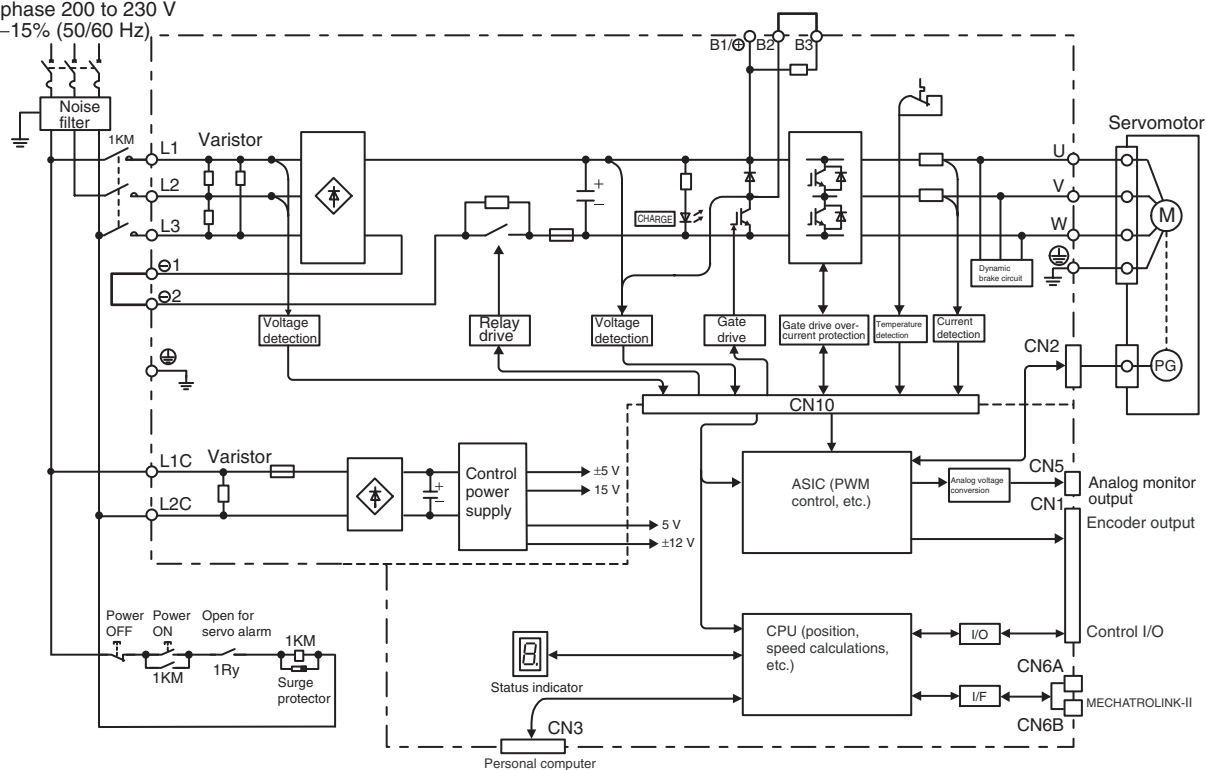 phase 200 to 230 V
–15% (50/60 Hz)
B1/⊕ B2 B3
Noise
filter
1KM
L1
Varistor
L2
L3
⊖1
⊖2
+
–
CHARGE
U
V
W
Servomotor
M
PG
Dynamic
brake circuit
Voltage
detection
Relay
drive
Voltage
detection
Gate
drive
Gate drive over-
current protection
Temperature
detection
Current
detection
CN2
CN10
L1C
Varistor
L2C
+
–
Control
power
supply
±5 V
15 V
5 V
±12 V
ASIC (PWM
control, etc.)
Analog voltage
conversion
CN5
Analog monitor
output
CN1
Encoder output
Power
OFF
Power
ON
Open for
servo alarm
1KM
1KM
1Ry
Surge
protector
8.
Status indicator
CPU (position,
speed calculations,
etc.)
I/O
Control I/O
I/F
CN6A
MECHATROLINK-II
CN6B
CN3
Personal computer